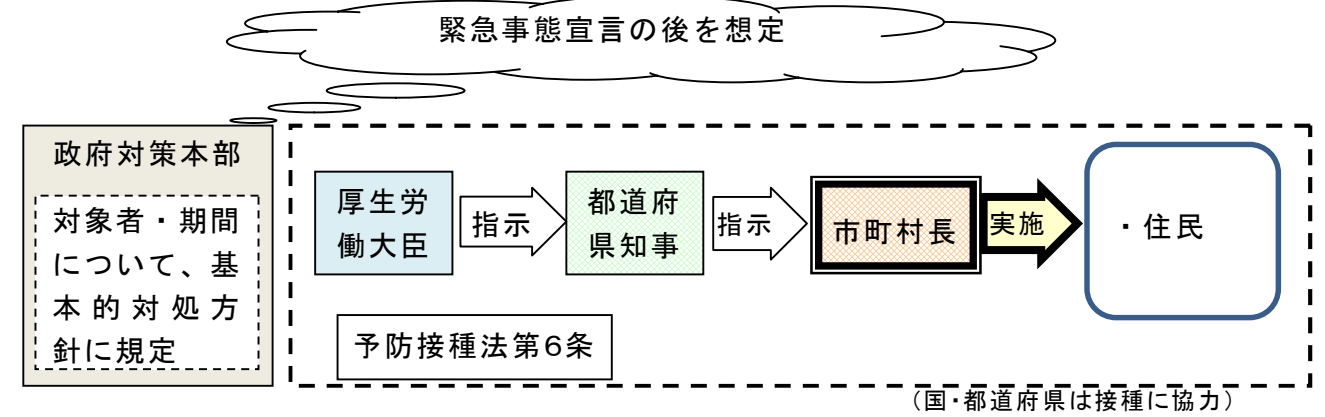 緊急事態宣言の後を想定
政府対策本部
対象者・期間
について、基
本的対処方
針に規定
厚生労
働大臣
指示
都道府
県知事
指示
市町村長
実施
・住民
予防接種法第6条
（国・都道府県は接種に協力）